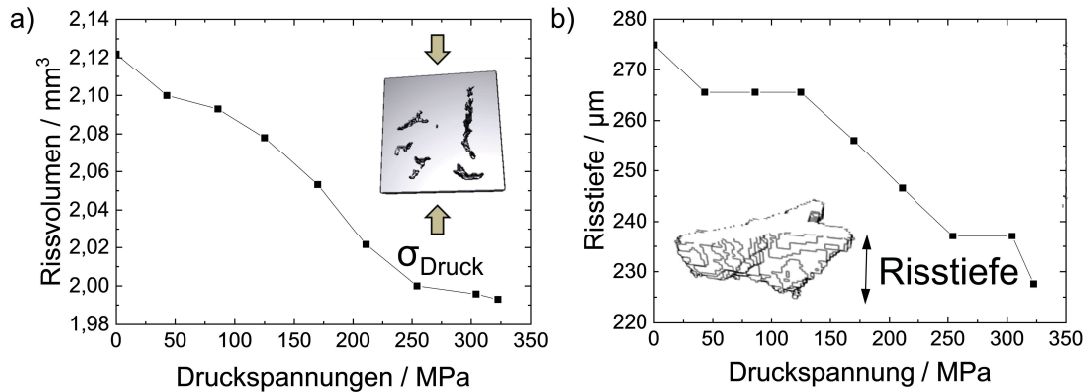 a)
Rissvolumen / mm³
2,14
2,12
2,10
2,08
2,06
2,04
2,02
2,00
1,98
0 50 100 150 200 250 300 350
Druckspannungen / MPa
σDruck
b)
Risstiefe / µm
280
275
270
265
260
250
240
230
220
0 50 100 150 200 250 300 350
Druckspannung / MPa
Risstiefe